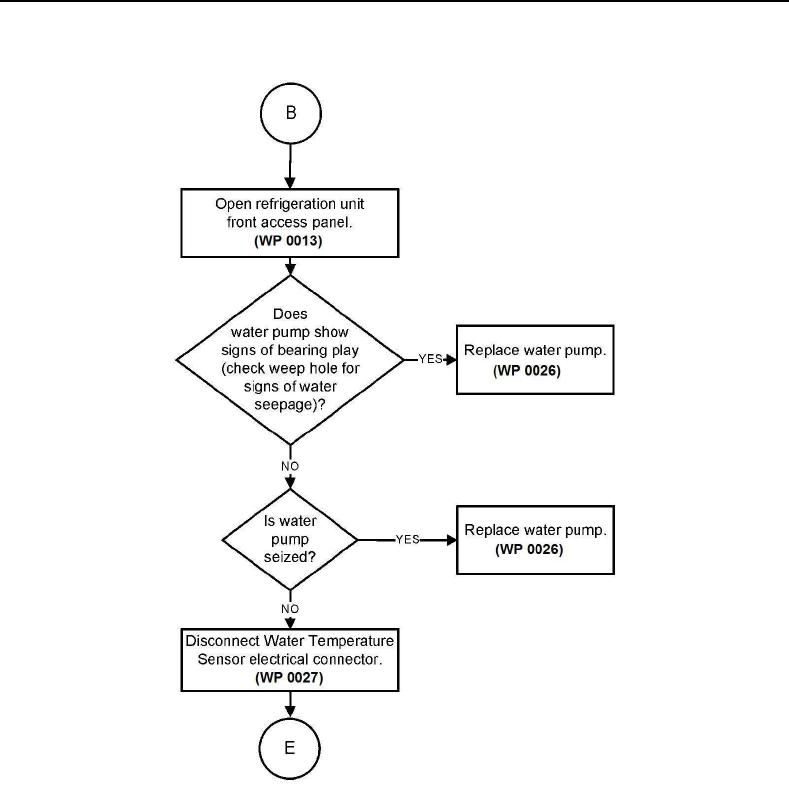 B
Open refrigeration unit
front access panel.
(WP 0013)
Does
water pump show
signs of bearing play
(check weep hole for
signs of water
seepage)?
YES
Replace water pump.
(WP 0026)
NO
Is water
pump
seized?
YES
Replace water pump.
(WP 0026)
NO
Disconnect Water Temperature
Sensor electrical connector.
(WP 0027)
E